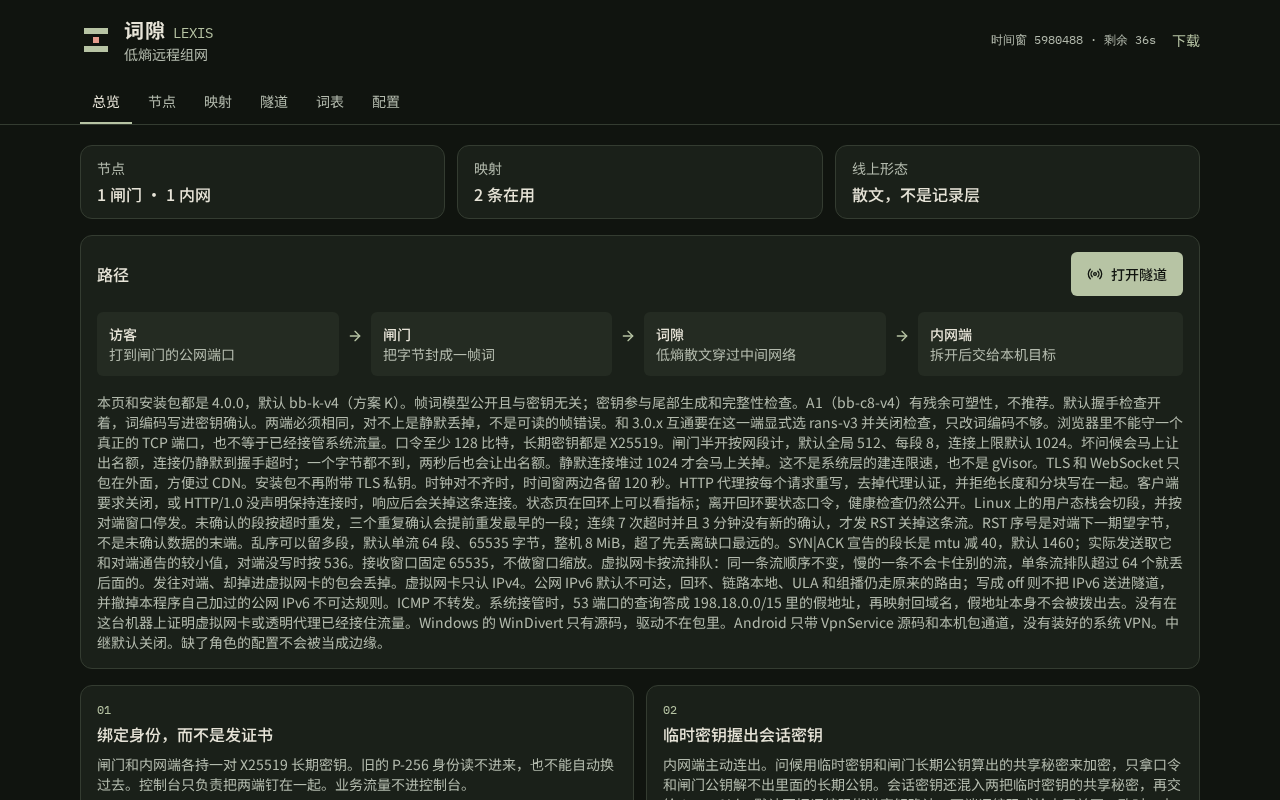 词隙 LEXIS
低熵远程组网
时间窗 5980488 · 剩余 36s 下载
总览 节点 映射 隧道 词表 配置
节点
1 闸门 · 1 内网
映射
2 条在用
线上形态
散文，不是记录层
路径
打开隧道
访客
打到闸门的公网端口
闸门
把字节封成一帧词
词隙
低熵散文穿过中间网络
内网端
拆开后交给本机目标
本页和安装包都是 4.0.0，默认 bb-k-v4（方案 K）。帧词模型公开且与密钥无关；密钥参与尾部生成和完整性检查。A1（bb-c8-v4）有残余可塑性，不推荐。默认握手检查开
着，词编码写进密钥确认。两端必须相同，对不上是静默丢掉，不是可读的帧错误。和 3.0.x 互通要在这一端显式选 rans-v3 并关闭检查，只改词编码不够。浏览器里不能守一个
真正的 TCP 端口，也不等于已经接管系统流量。口令至少 128 比特，长期密钥都是 X25519。闸门半开按网段计，默认全局 512、每段 8，连接上限默认 1024。坏问候会马上让
出名额，连接仍静默到握手超时；一个字节都不到，两秒后也会让出名额。静默连接堆过 1024 才会马上关掉。这不是系统层的建连限速，也不是 gVisor。TLS 和 WebSocket 只
包在外面，方便过 CDN。安装包不再附带 TLS 私钥。时钟对不齐时，时间窗两边各留 120 秒。HTTP 代理按每个请求重写，去掉代理认证，并拒绝长度和分块写在一起。客户端
要求关闭，或 HTTP/1.0 没声明保持连接时，响应后会关掉这条连接。状态页在回环上可以看指标；离开回环要状态口令，健康检查仍然公开。Linux 上的用户态栈会切段，并按
对端窗口停发。未确认的段按超时重发，三个重复确认会提前重发最早的一段；连续 7 次超时并且 3 分钟没有新的确认，才发 RST 关掉这条流。RST 序号是对端下一期望字节，
不是未确认数据的末端。乱序可以留多段，默认单流 64 段、65535 字节，整机 8 MiB，超了先丢离缺口最远的。SYN|ACK 宣告的段长是 mtu 减 40，默认 1460；实际发送取它
和对端通告的较小值，对端没写时按 536。接收窗口固定 65535，不做窗口缩放。虚拟网卡按流排队：同一条流顺序不变，慢的一条不会卡住别的流，单条流排队超过 64 个就丢
后面的。发往对端、却掉进虚拟网卡的包会丢掉。虚拟网卡只认 IPv4。公网 IPv6 默认不可达，回环、链路本地、ULA 和组播仍走原来的路由；写成 off 则不把 IPv6 送进隧道，
并撤掉本程序自己加过的公网 IPv6 不可达规则。ICMP 不转发。系统接管时，53 端口的查询答成 198.18.0.0/15 里的假地址，再映射回域名，假地址本身不会被拨出去。没有在
这台机器上证明虚拟网卡或透明代理已经接住流量。Windows 的 WinDivert 只有源码，驱动不在包里。Android 只带 VpnService 源码和本机包通道，没有装好的系统 VPN。中
继默认关闭。缺了角色的配置不会被当成边缘。
01
绑定身份，而不是发证书
闸门和内网端各持一对 X25519 长期密钥。旧的 P-256 身份读不进来，也不能自动换
过去。控制台只负责把两端钉在一起。业务流量不进控制台。
02
临时密钥握出会话密钥
内网端主动连出。问候用临时密钥和闸门长期公钥算出的共享秘密来加密，只拿口令
和闸门公钥解不出里面的长期公钥。会话密钥还混入两把临时密钥的共享秘密，再交